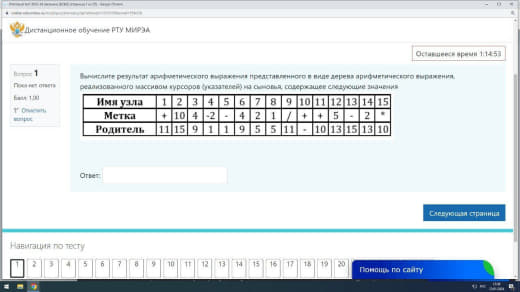 Дистанционное обучение РТУ МИРЭА
Оставшееся время 1:14:53
Вопрос 1
Пока нет ответа
Балл: 1,00
Отметить вопрос
Вычислите результат арифметического выражения представленного в виде дерева арифметического выражения,
реализованного массивом курсоров (указателей) на сыновья, содержащее следующие значения
Имя узла 1 2 3 4 5 6 7 8 9 10 11 12 13 14 15
Метка + 10 4 -2 - 4 2 1 / + + 5 - 2 *
Родитель 11 15 9 1 1 9 5 5 11 - 10 13 15 13 10
Ответ:
Следующая страница
Навигация по тесту
1 2 3 4 5 6 7 8 9 10 11 12 13 14 15 16 17 18 19 20
Помощь по сайту